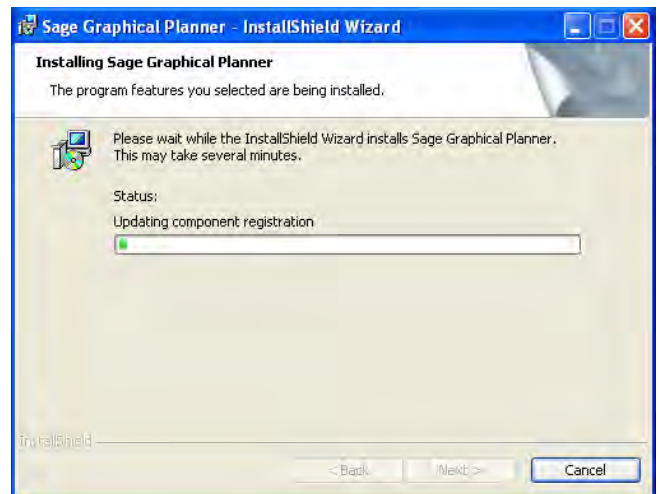 Sage Graphical Planner - InstallShield Wizard
Installing Sage Graphical Planner
The program features you selected are being installed.
Please wait while the InstallShield Wizard installs Sage Graphical Planner.
This may take several minutes.
Status:
Updating component registration
InstallShield
< Back Next > Cancel